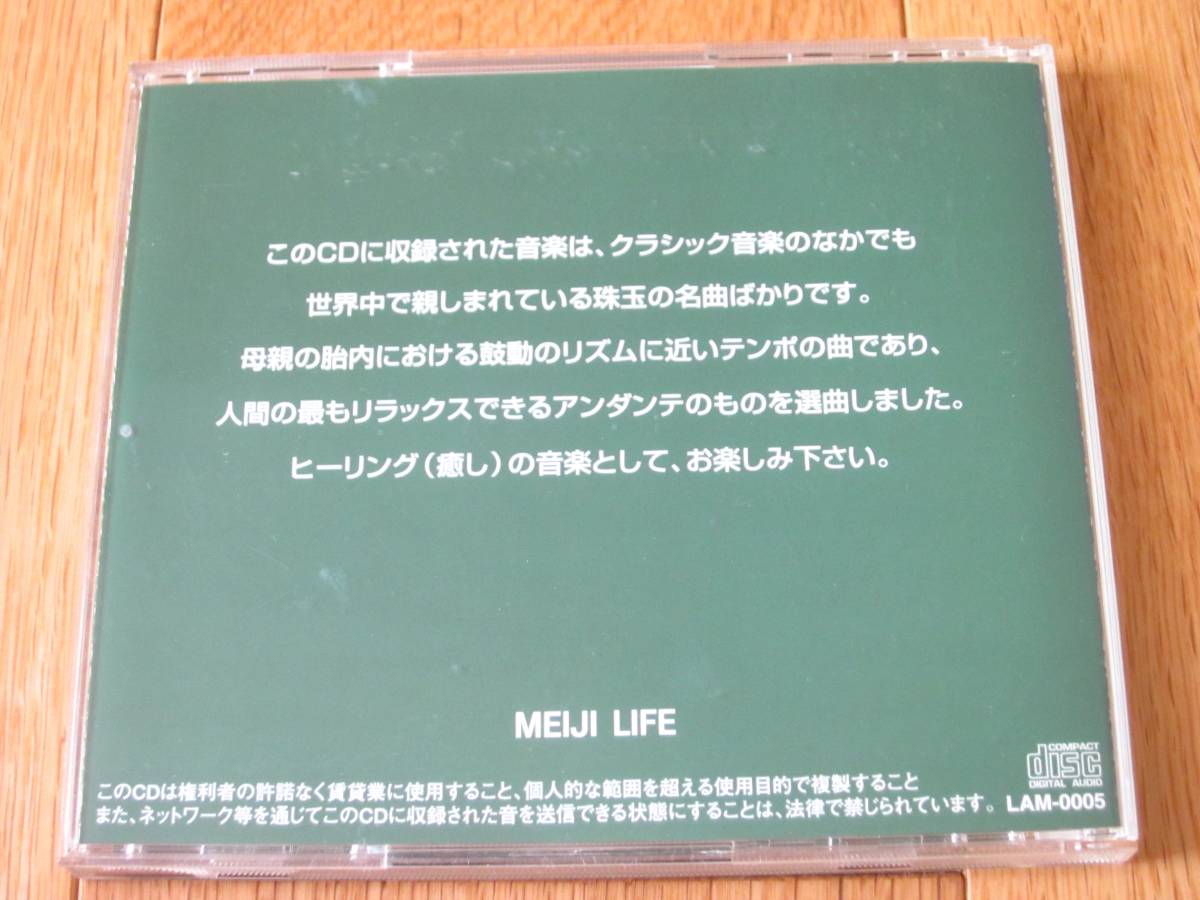 このCDに収録された音楽は、クラシック音楽のなかでも
世界中で親しまれている珠玉の名曲ばかりです。
母親の胎内における鼓動のリズムに近いテンポの曲であり、
人間の最もリラックスできるアンダンテのものを選曲しました。
ヒーリング（癒し）の音楽として、お楽しみ下さい。
MEIJI LIFE
COMPACT
disc
DIGITAL AUDIO
このCDは権利者の許諾なく賃貸業に使用すること、個人的な範囲を超える使用目的で複製すること
また、ネットワーク等を通じてこのCDに収録された音を送信できる状態にすることは、法律で禁じられています。
LAM-0005